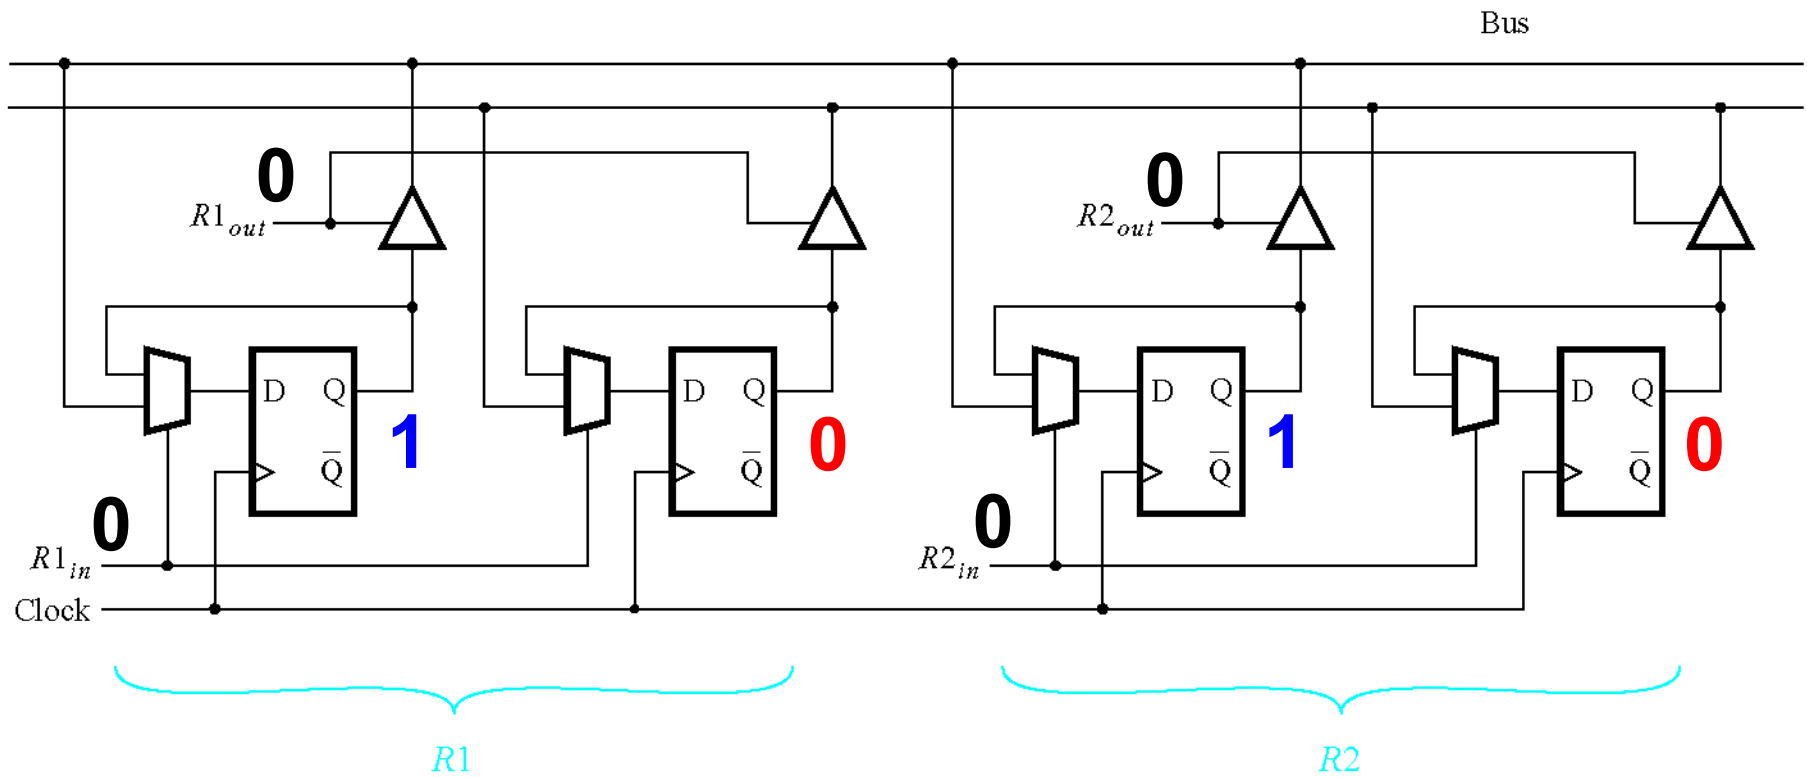 Bus
0 0
R1out R2out
D Q D Q D Q D Q
1 0 1 0
Q̅ Q̅ Q̅ Q̅
0 0
R1in R2in
Clock
R1 R2